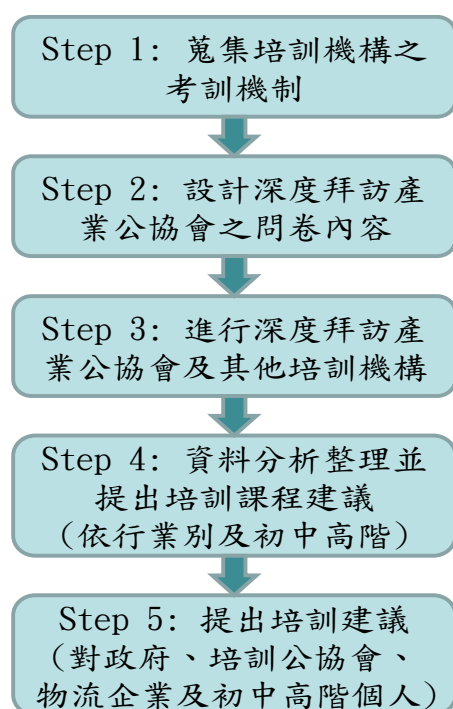 Step 1: 蒐集培訓機構之
考訓機制
Step 2: 設計深度拜訪產
業公協會之問卷內容
Step 3: 進行深度拜訪產
業公協會及其他培訓機構
Step 4: 資料分析整理並
提出培訓課程建議
(依行業別及初中高階)
Step 5: 提出培訓建議
(對政府、培訓公協會、
物流企業及初中高階個人)